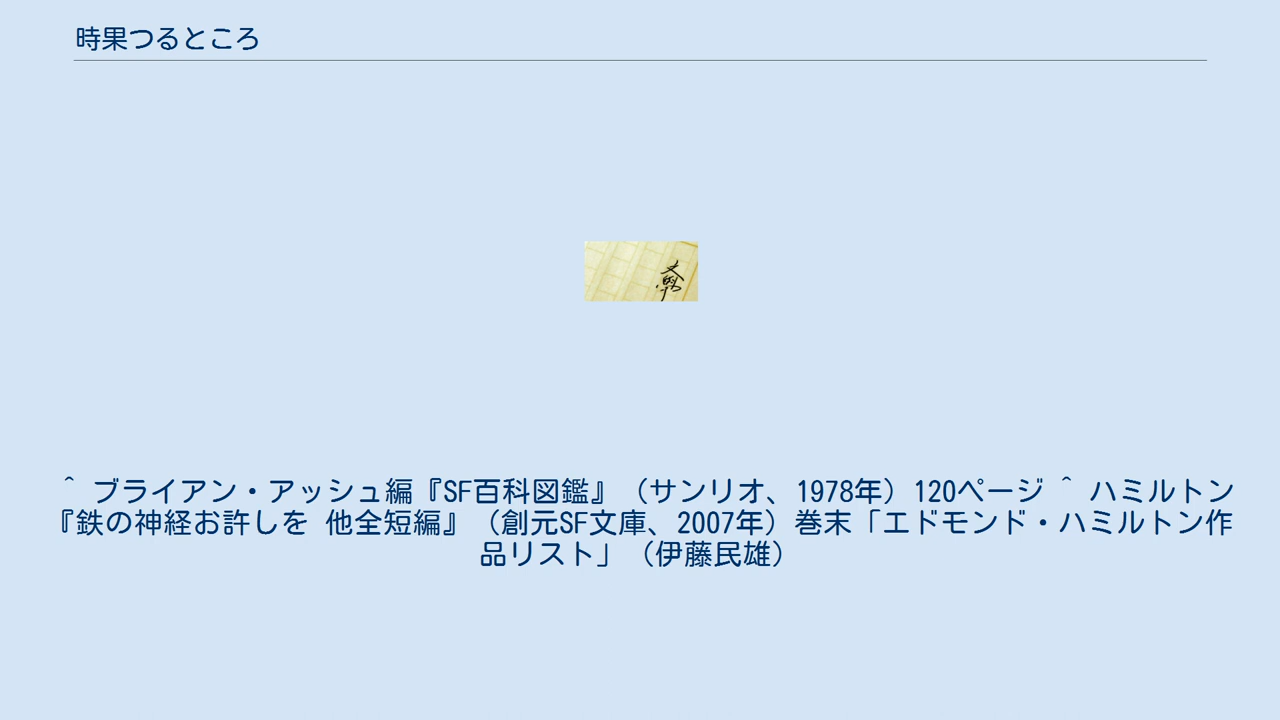 時果つるところ
＾ ブライアン・アッシュ編『SF百科図鑑』（サンリオ、1978年）120ページ ＾ ハミルトン
『鉄の神経お許しを 他全短編』（創元SF文庫、2007年）巻末「エドモンド・ハミルトン作
品リスト」（伊藤民雄）